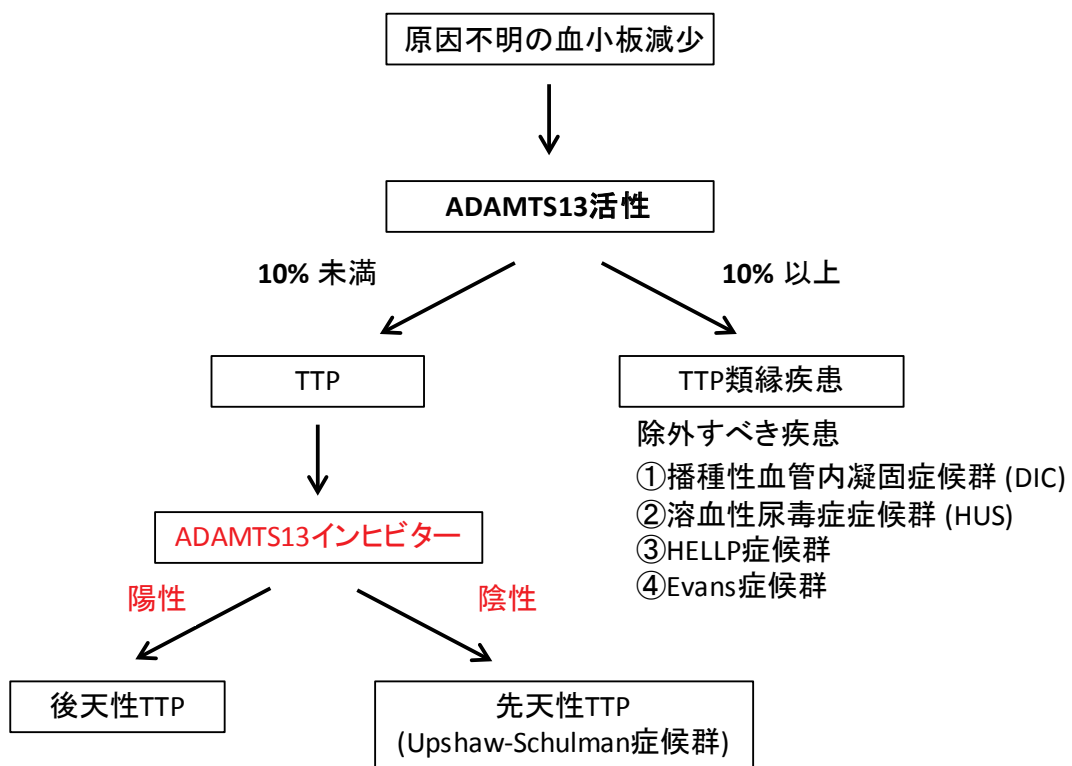 原因不明の血小板減少
ADAMTS13活性
10% 未満
10% 以上
TTP
TTP類縁疾患
除外すべき疾患
①播種性血管内凝固症候群 (DIC)
②溶血性尿毒症症候群 (HUS)
③HELLP症候群
④Evans症候群
ADAMTS13インヒビター
陽性
陰性
後天性TTP
先天性TTP
(Upshaw-Schulman症候群)